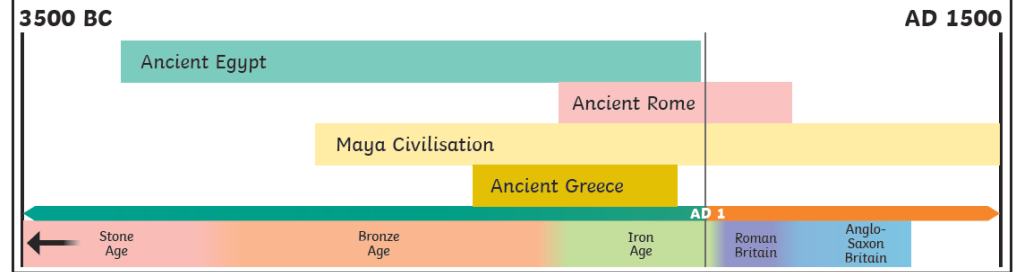 3500 BC
AD 1500
Ancient Egypt
Ancient Rome
Maya Civilisation
Ancient Greece
AD 1
Stone
Age
Bronze
Age
Iron
Age
Roman
Britain
Anglo-
Saxon
Britain